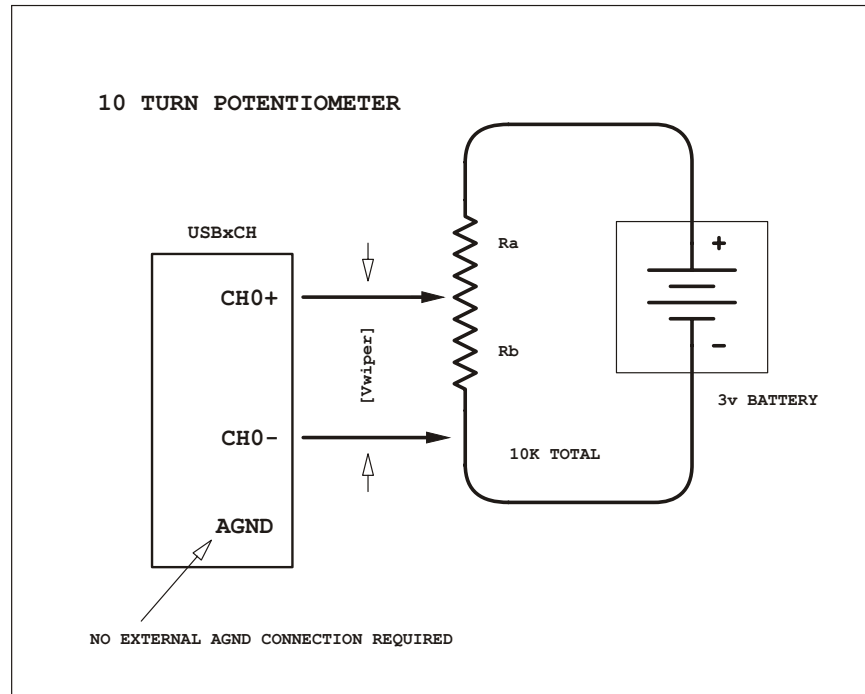 10 TURN POTENTIOMETER
USBxCH
CH0+
CH0-
AGND
[Vwiper]
Ra
Rb
10K TOTAL
+
-
3v BATTERY
NO EXTERNAL AGND CONNECTION REQUIRED